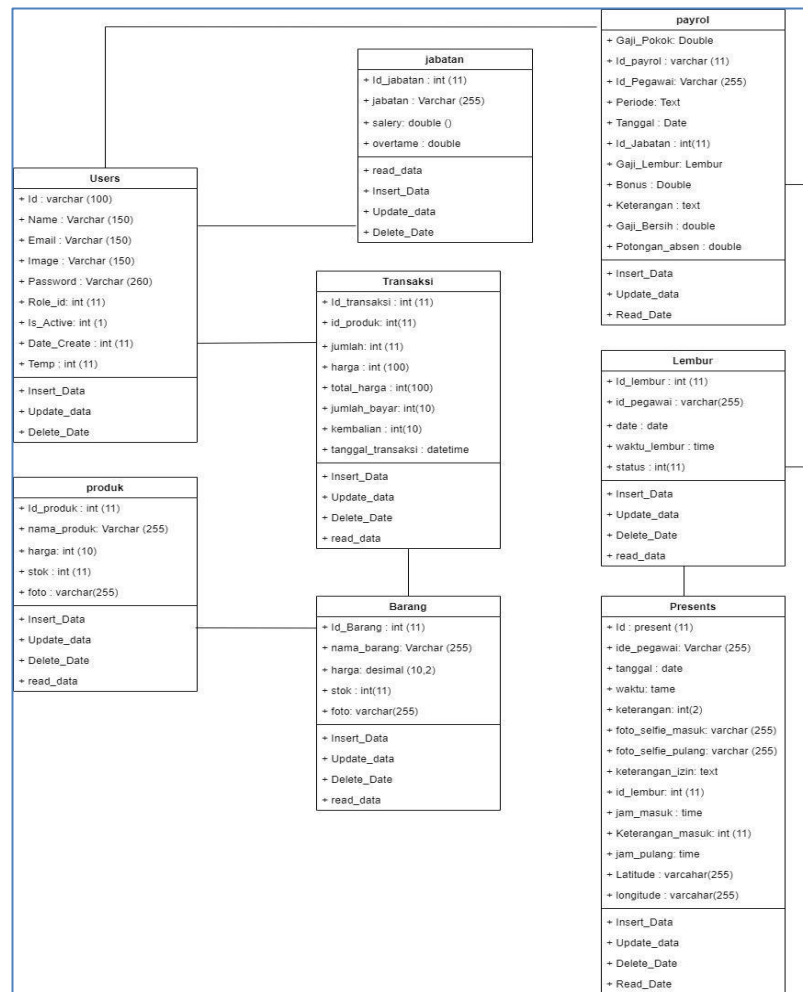 payrol
+ Gaji_Pokok: Double
+ Id_payrol : varchar (11)
+ Id_Pegawai: Varchar (255)
+ Periode: Text
+ Tanggal : Date
+ Id_Jabatan : int(11)
+ Gaji_Lembur: Lembur
+ Bonus : Double
+ Keterangan : text
+ Gaji_Bersih : double
+ Potongan_absen : double
+ Insert_Data
+ Update_data
+ Read_Date
jabatan
+ Id_jabatan : int (11)
+ jabatan : Varchar (255)
+ salery: double ()
+ overtame : double
+ read_data
+ Insert_Data
+ Update_data
+ Delete_Date
Users
+ Id : varchar (100)
+ Name : Varchar (150)
+ Email : Varchar (150)
+ Image : Varchar (150)
+ Password : Varchar (260)
+ Role_id: int (11)
+ Is_Active: int (1)
+ Date_Create : int (11)
+ Temp : int (11)
+ Insert_Data
+ Update_data
+ Delete_Date
Transaksi
+ Id_transaksi : int (11)
+ id_produk: int(11)
+ jumlah: int (11)
+ harga : int (100)
+ total_harga : int(100)
+ jumlah_bayar: int(10)
+ kembalian : int(10)
+ tanggal_transaksi : datetime
+ Insert_Data
+ Update_data
+ Delete_Date
+ read_data
Lembur
+ Id_lembur : int (11)
+ id_pegawai : varchar(255)
+ date : date
+ waktu_lembur : time
+ status : int(11)
+ Insert_Data
+ Update_data
+ Delete_Date
+ read_data
produk
+ Id_produk : int (11)
+ nama_produk: Varchar (255)
+ harga: int (10)
+ stok : int (11)
+ foto : varchar(255)
+ Insert_Data
+ Update_data
+ Delete_Date
+ read_data
Barang
+ Id_Barang : int (11)
+ nama_barang: Varchar (255)
+ harga: desimal (10,2)
+ stok : int(11)
+ foto: varchar(255)
+ Insert_Data
+ Update_data
+ Delete_Date
+ read_data
Presents
+ Id : present (11)
+ ide_pegawai: Varchar (255)
+ tanggal : date
+ waktu: tame
+ keterangan: int(2)
+ foto_selfie_masuk: varchar (255)
+ foto_selfie_pulang: varchar (255)
+ keterangan_izin: text
+ id_lembur: int (11)
+ jam_masuk : time
+ Keterangan_masuk: int (11)
+ jam_pulang: time
+ Latitude : varcahar(255)
+ longitude : varcahar(255)
+ Insert_Data
+ Update_data
+ Delete_Date
+ Read_Date